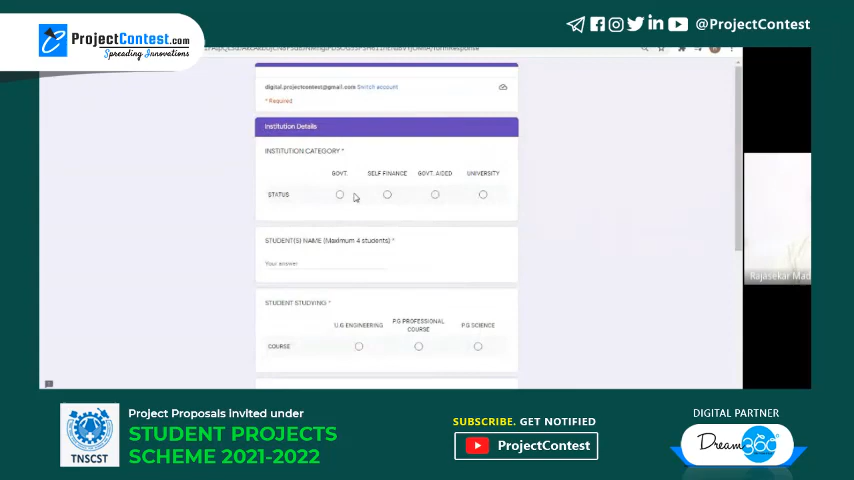 ProjectContest.com
Spreading Innovations
@ProjectContest
digital.projectcontest@gmail.com Switch account
* Required
Institution Details
INSTITUTION CATEGORY *
GOVT. SELF FINANCE GOVT. AIDED UNIVERSITY
STATUS
STUDENT(S) NAME (Maximum 4 students) *
Your answer
STUDENT STUDYING *
U.G ENGINEERING P.G PROFESSIONAL COURSE P.G SCIENCE
COURSE
Rajasekar Mad
TNSCST
Project Proposals Invited under
STUDENT PROJECTS
SCHEME 2021-2022
SUBSCRIBE. GET NOTIFIED
ProjectContest
DIGITAL PARTNER
Dream360°